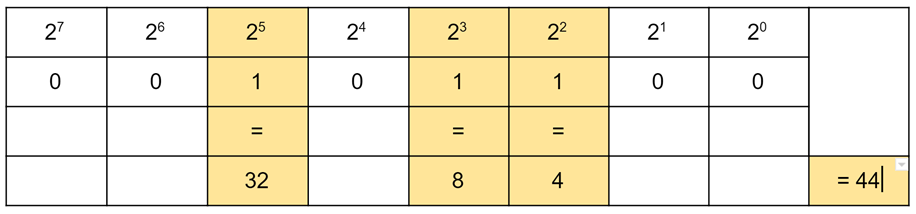 2⁷ 2⁶ 2⁵ 2⁴ 2³ 2² 2¹ 2⁰
0 0 1 0 1 1 0 0
= = =
32 8 4 = 44